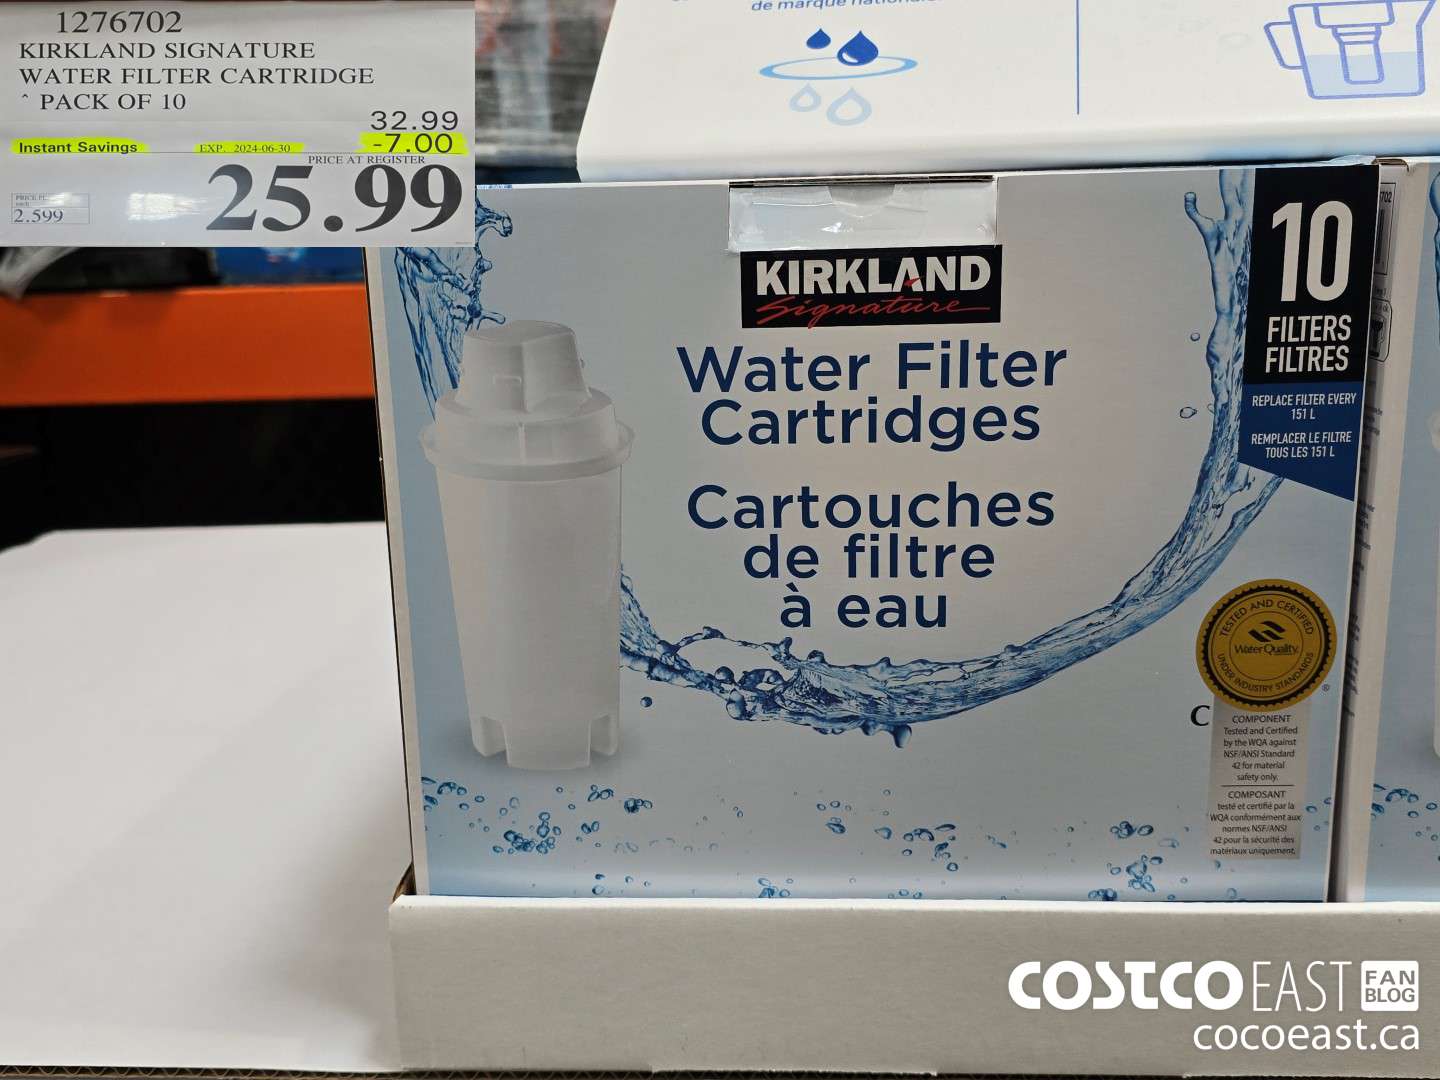 1276702
KIRKLAND SIGNATURE
WATER FILTER CARTRIDGE
^ PACK OF 10
32.99
Instant Savings EXP. 2024-06-30 -7.00
PRICE AT REGISTER
25.99
each
2.599
de marque
KIRKLAND
Signature
Water Filter
Cartridges
Cartouches
de filtre
à eau
10
FILTERS
FILTRES
REPLACE FILTER EVERY
151 L
REMPLACER LE FILTRE
TOUS LES 151 L
TESTED AND CERTIFIED
WaterQuality
UNDER INDUSTRY STANDARDS
®
C
COMPONENT
Tested and Certified
by the WQA against
NSF/ANSI Standard
42 for material
safety only.
COMPOSANT
testé et certifié par la
WQA conformément aux
normes NSF/ANSI
42 pour la sécurité des
matériaux uniquement.
COSTCO EAST FAN
BLOG
cocoeast.ca